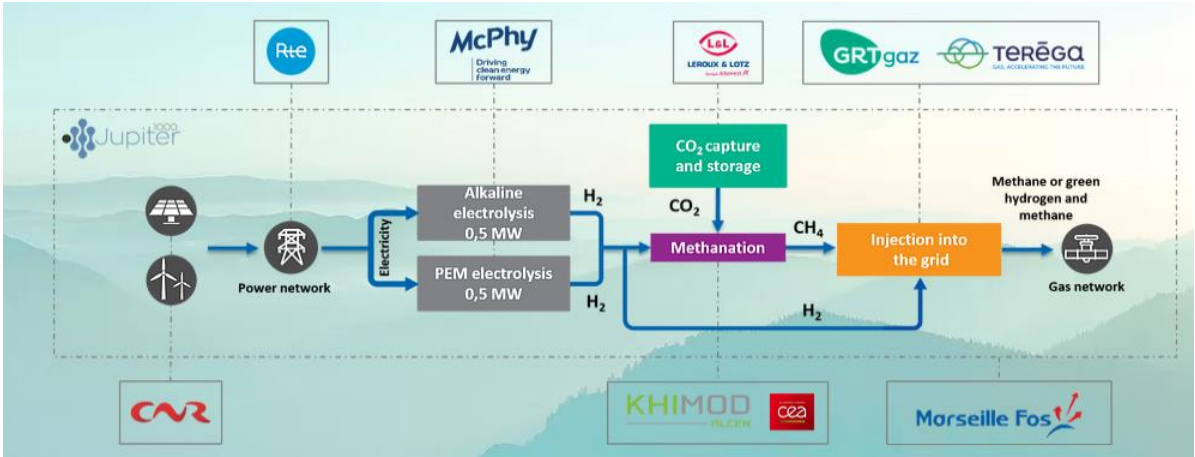 Rte
McPhy
Driving
clean energy
forward
L&L
LEROUX & LOTZ
GRTgaz
TERĒGA
GAS, ACCELERATING THE FUTURE
Jupiter
1000
CO₂ capture
and storage
Alkaline
electrolysis
0,5 MW
H₂
CO₂
Methane or green
hydrogen and
methane
Electricity
Methanation
CH₄
Injection into
the grid
Power network
PEM electrolysis
0,5 MW
H₂
Gas network
H₂
CNR
KHIMOD
ALCEN
cea
Marseille Fos